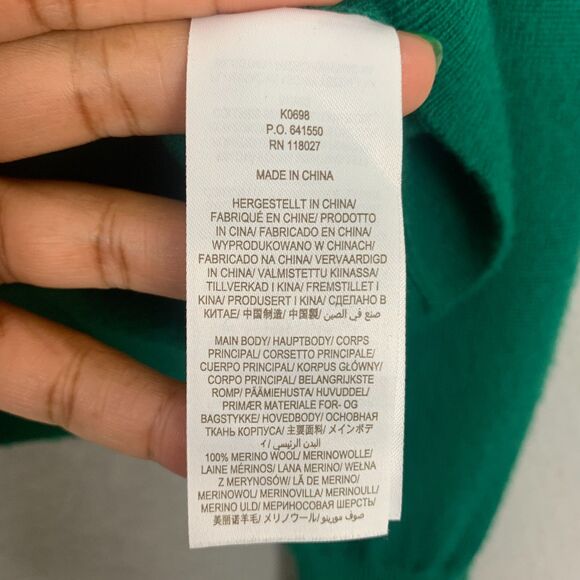 K0698
P.O. 641550
RN 118027
MADE IN CHINA
HERGESTELLT IN CHINA/
FABRIQUÉ EN CHINE/ PRODOTTO
IN CINA/ FABRICADO EN CHINA/
WYPRODUKOWANO W CHINACH/
FABRICADO NA CHINA/ VERVAARDIGD
IN CHINA/ VALMISTETTU KIINASSA/
TILLVERKAD I KINA/ FREMSTILLET I
KINA/ PRODUSERT I KINA/ СДЕЛАНО В
КИТАЕ/ 中国制造/ 中国製/ صنع في الصين/
MAIN BODY/ HAUPTBODY/ CORPS
PRINCIPAL/ CORSETTO PRINCIPALE/
CUERPO PRINCIPAL/ KORPUS GŁÓWNY/
CORPO PRINCIPAL/ BELANGRIJKSTE
ROMP/ PÄÄMIEHUSTA/ HUVUDDEL/
PRIMÆR MATERIALE FOR- OG
BAGSTYKKE/ HOVEDBODY/ ОСНОВНАЯ
ТКАНЬ КОРПУСА/ 主要面料/ メインボデ
ィ/ البدن الرئيسي/
100% MERINO WOOL/ MERINOWOLLE/
LAINE MÉRINOS/ LANA MERINO/ WEŁNA
Z MERYNOSÓW/ LÃ DE MERINO/
MERINOWOL/ MERINOVILLA/ MERINOULL/
MERINO ULD/ МЕРИНОСОВАЯ ШЕРСТЬ/
美丽诺羊毛/ メリノウール/ صوف مورينو/